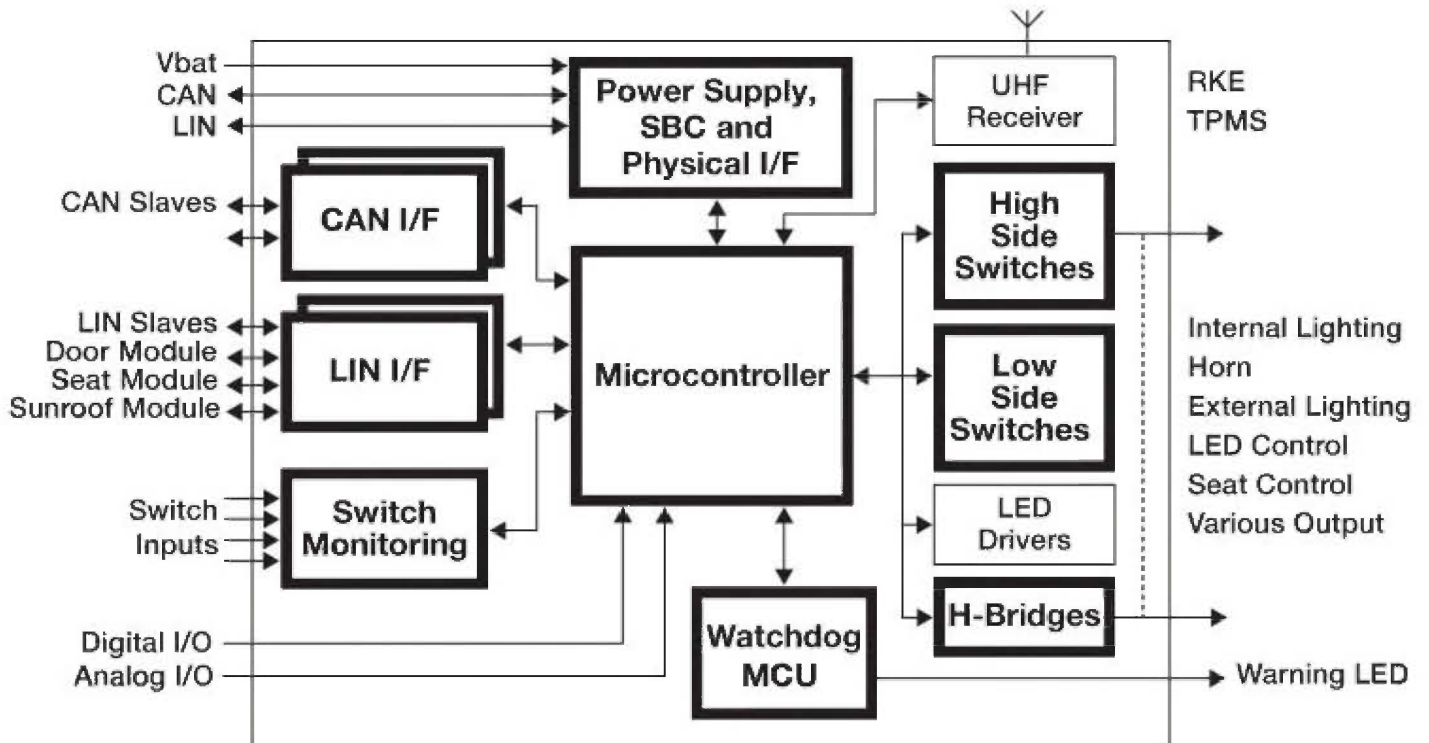 Vbat
CAN
LIN
Power Supply,
SBC and
Physical I/F
UHF
Receiver
RKE
TPMS
CAN Slaves
CAN I/F
High
Side
Switches
LIN Slaves
Door Module
Seat Module
Sunroof Module
LIN I/F
Microcontroller
Low
Side
Switches
Internal Lighting
Horn
External Lighting
LED Control
Seat Control
Various Output
Switch
Inputs
Switch
Monitoring
LED
Drivers
H-Bridges
Digital I/O
Analog I/O
Watchdog
MCU
Warning LED